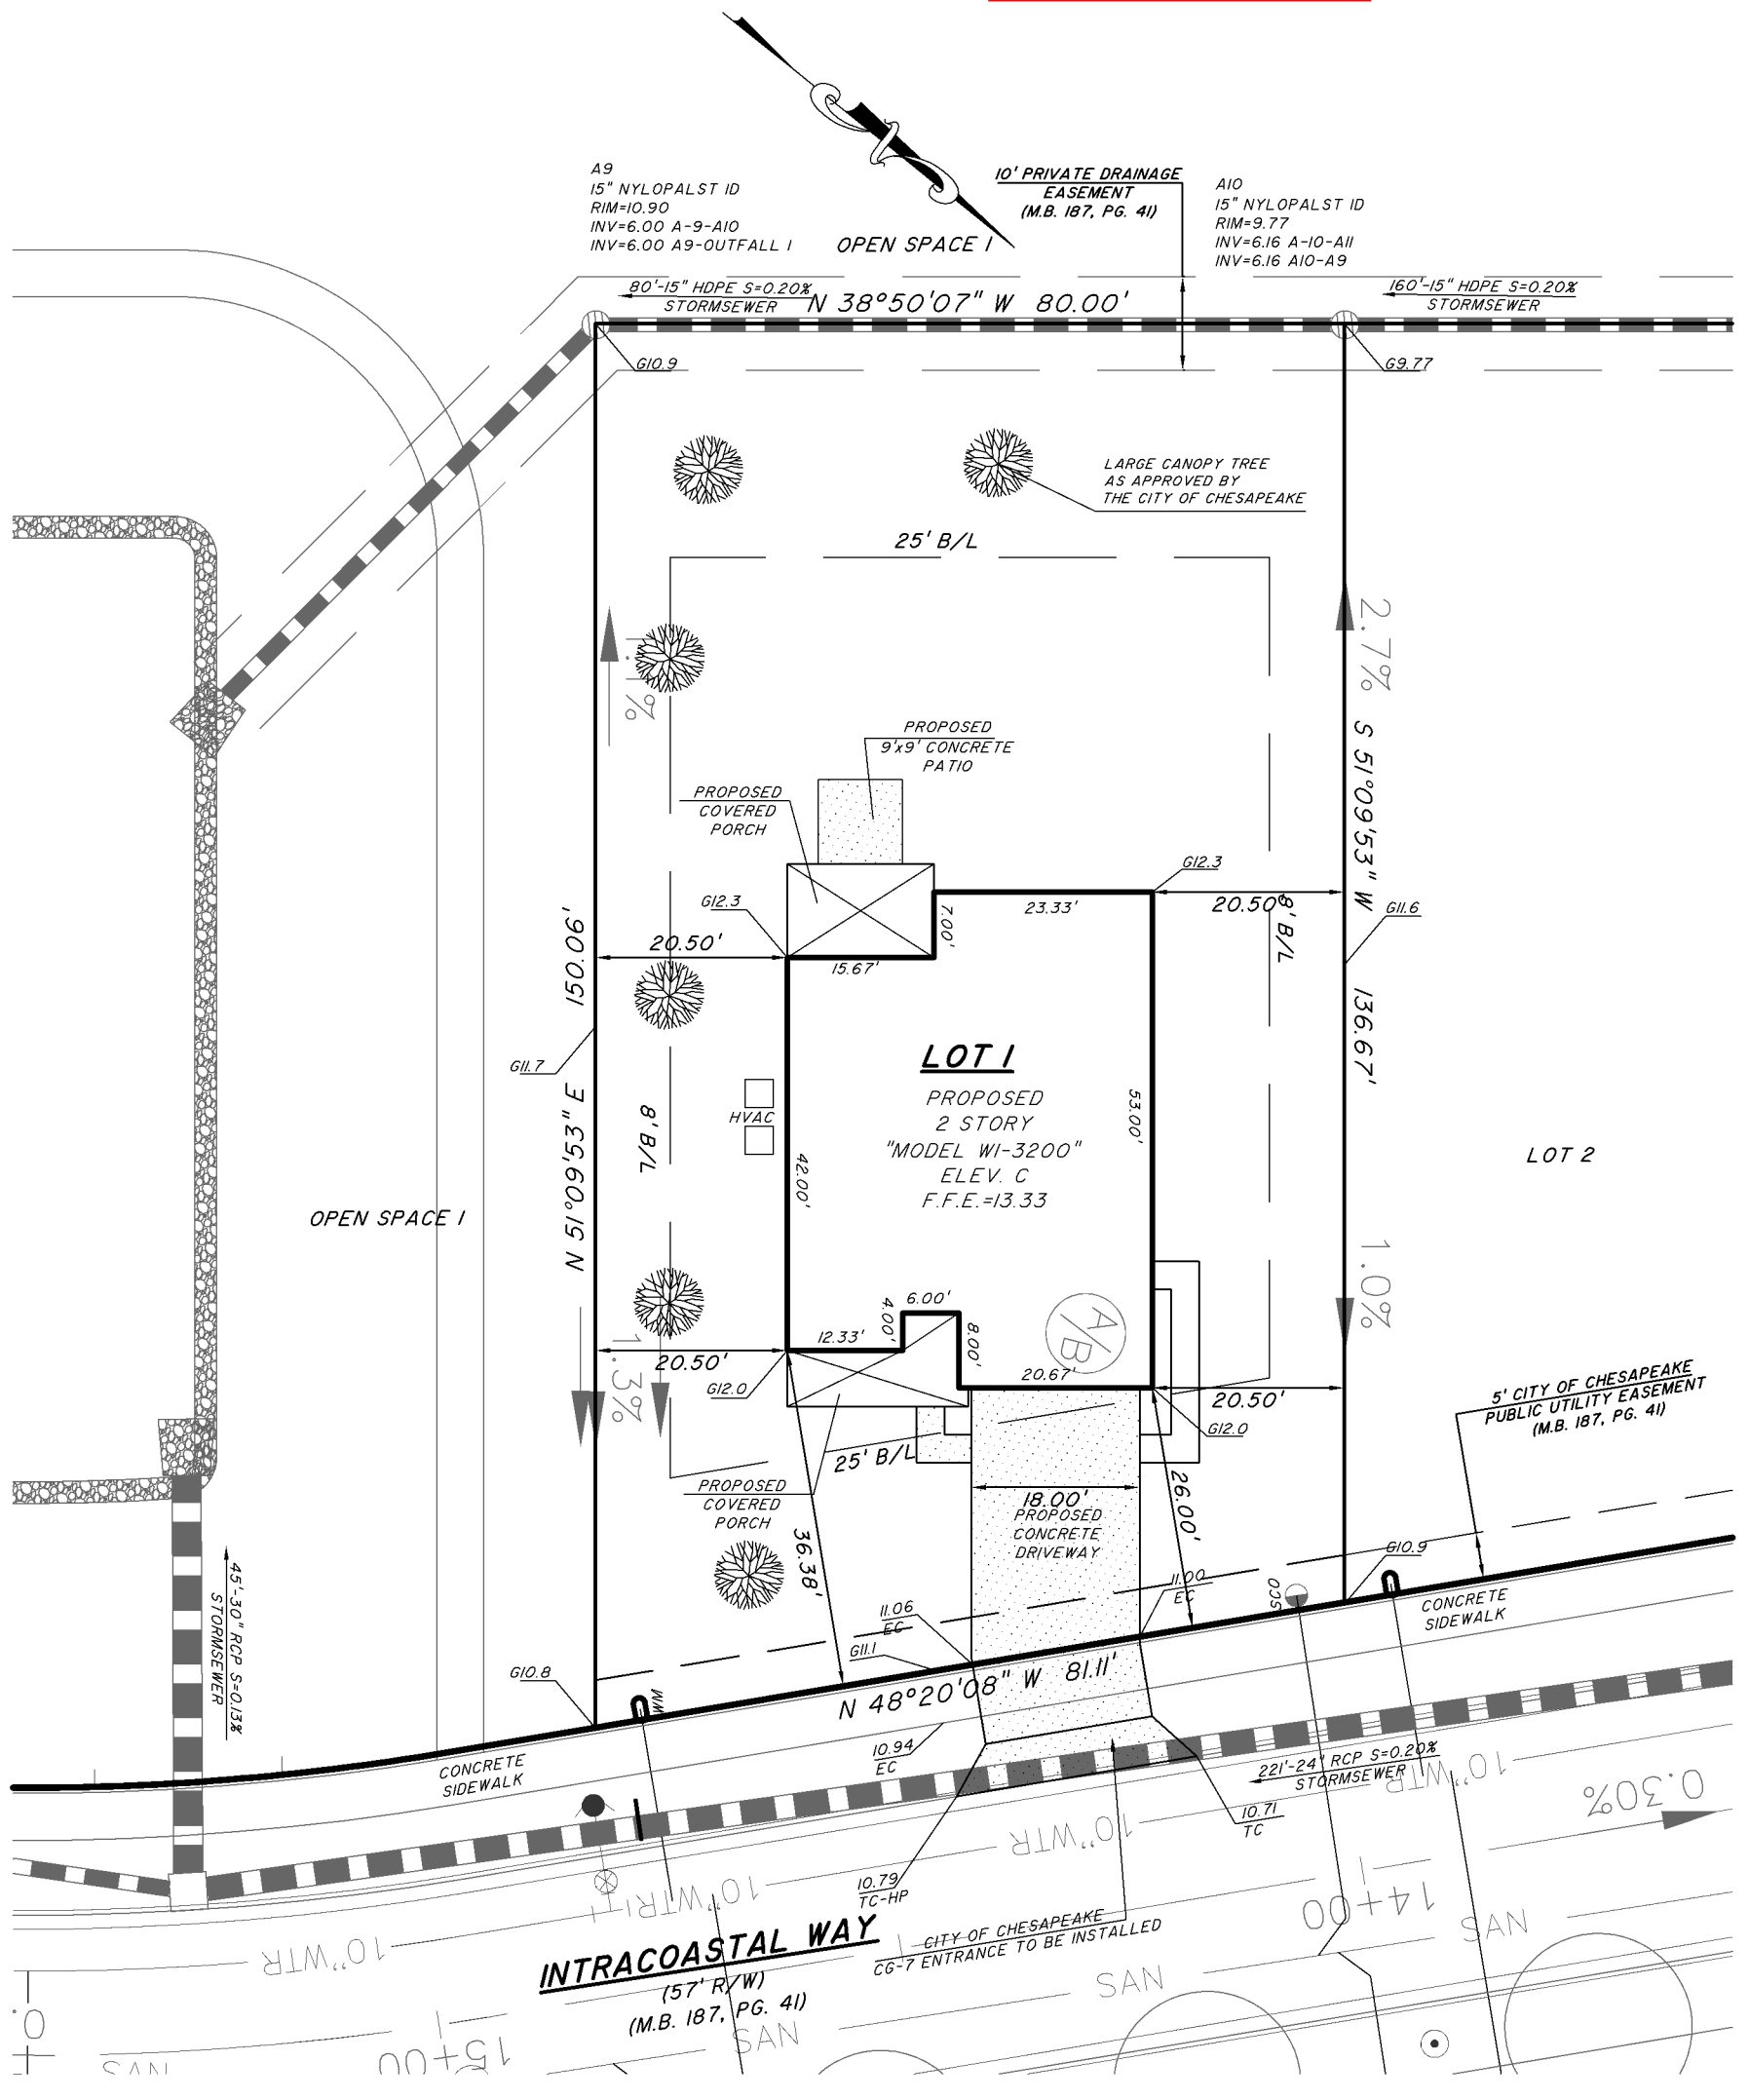 A9
15" NYLOPALST ID
RIM=10.90
INV=6.00 A-9-A10
INV=6.00 A9-OUTFALL 1
OPEN SPACE 1
10' PRIVATE DRAINAGE
EASEMENT
(M.B. 187, PG. 41)
A10
15" NYLOPALST ID
RIM=9.77
INV=6.16 A-10-A11
INV=6.16 A10-A9
80'-15" HDPE S=0.20%
STORMSEWER
N 38°50'07" W 80.00'
160'-15" HDPE S=0.20%
STORMSEWER
G10.9
G9.77
LARGE CANOPY TREE
AS APPROVED BY
THE CITY OF CHESAPEAKE
25' B/L
2.7%
PROPOSED
9'x9' CONCRETE
PATIO
PROPOSED
COVERED
PORCH
S 51°09'53" W 136.67'
G12.3
G12.3
23.33'
7.00'
20.50'
8' B/L
G11.6
20.50'
15.67'
N 51°09'53" E 150.06'
G11.7
LOT 1
PROPOSED
2 STORY
"MODEL WI-3200"
ELEV. C
F.F.E.=13.33
53.00'
HVAC
8' B/L
42.00'
LOT 2
OPEN SPACE 1
1.0%
6.00'
4.00'
12.33'
8.00'
A/B
20.67'
20.50'
1.3%
G12.0
20.50'
G12.0
5' CITY OF CHESAPEAKE
PUBLIC UTILITY EASEMENT
(M.B. 187, PG. 41)
25' B/L
PROPOSED
COVERED
PORCH
18.00'
PROPOSED
CONCRETE
DRIVEWAY
26.00'
36.38'
45'-30" RCP S=0.13%
STORMSEWER
G10.9
11.00
EC
SCO
CONCRETE
SIDEWALK
11.06
EC
G11.1
G10.8
WM
N 48°20'08" W 81.11'
10.94
EC
CONCRETE
SIDEWALK
221'-24" RCP S=0.20%
STORMSEWER
10"WTR
0.30%
10.71
TC
10"WTR
10.79
TC-HP
10"WTR
10"WTR
INTRACOASTAL WAY
(57' R/W)
(M.B. 187, PG. 41)
CITY OF CHESAPEAKE
CG-7 ENTRANCE TO BE INSTALLED
14+00
SAN
SAN
SAN
15+00
SAN